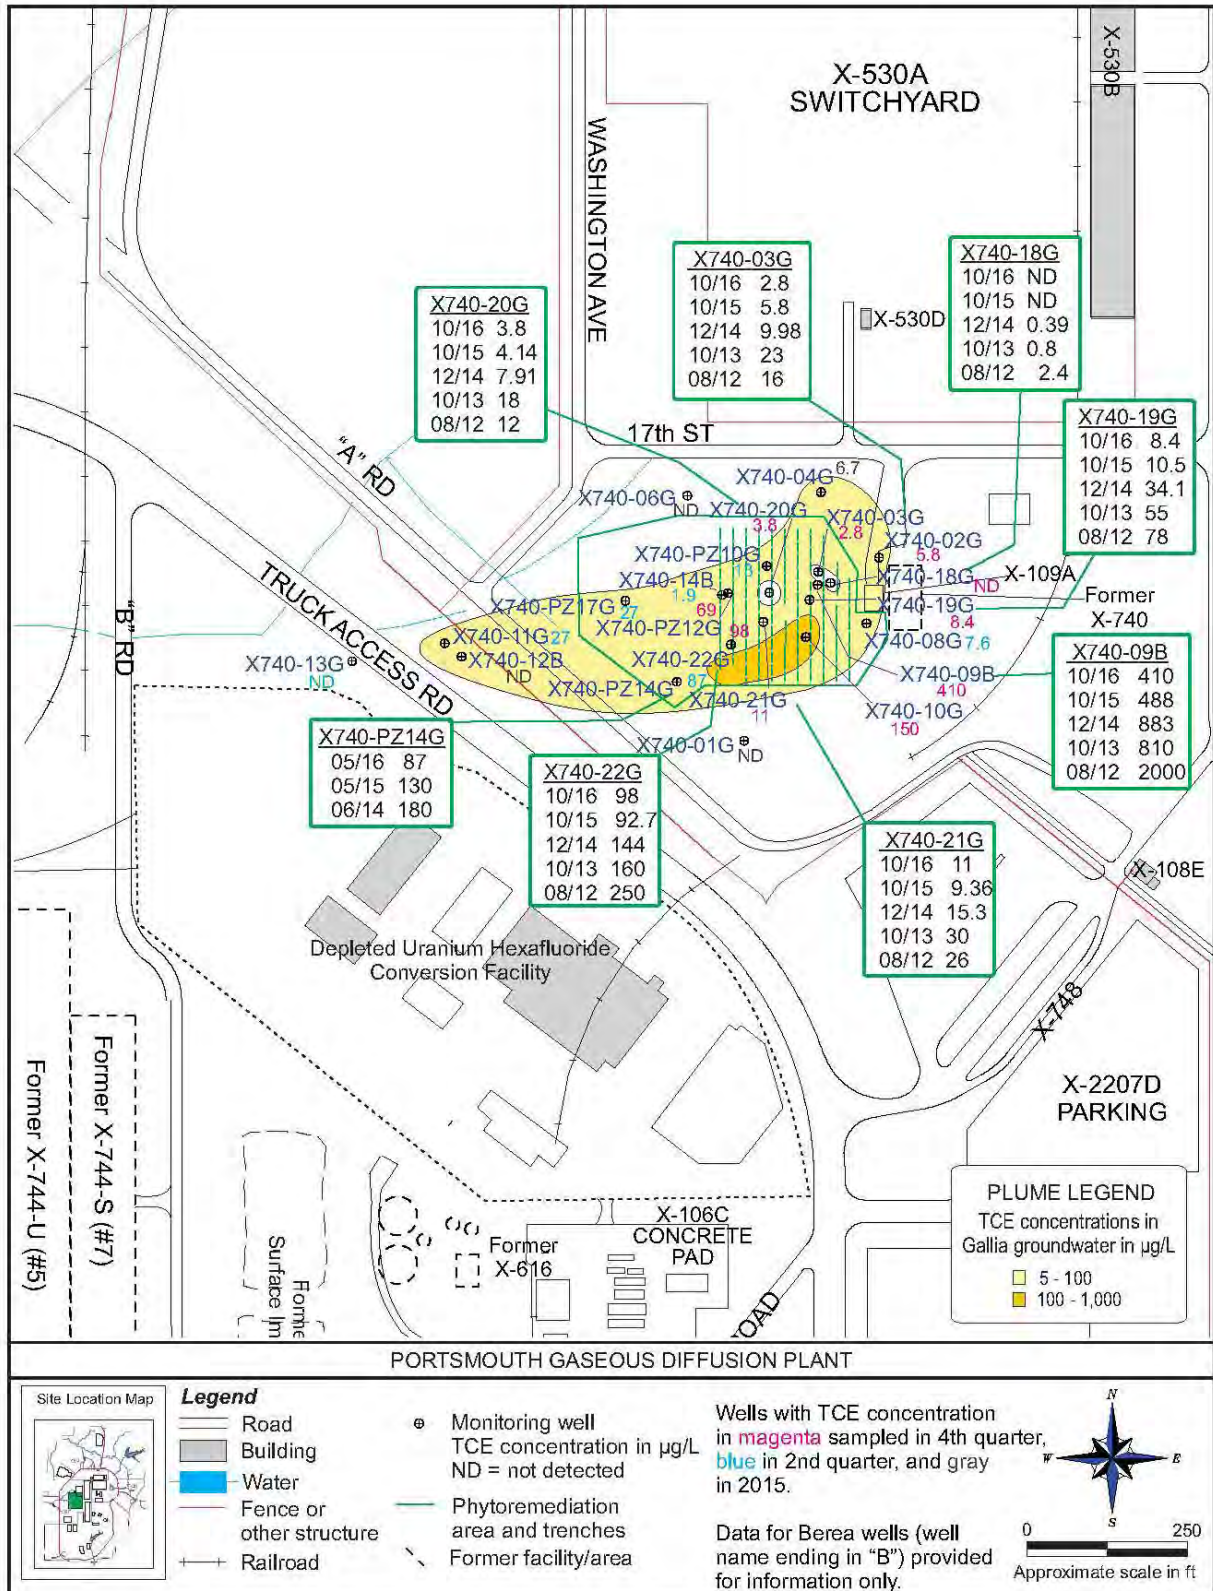 X-530A
SWITCHYARD
X-530B
WASHINGTON AVE
X740-03G
10/16 2.8
10/15 5.8
12/14 9.98
10/13 23
08/12 16
X740-18G
10/16 ND
10/15 ND
12/14 0.39
10/13 0.8
08/12 2.4
X740-20G
10/16 3.8
10/15 4.14
12/14 7.91
10/13 18
08/12 12
X-530D
X740-19G
10/16 8.4
10/15 10.5
12/14 34.1
10/13 55
08/12 78
17th ST
"A" RD
X740-04G 6.7
X740-06G
ND
X740-20G
3.8
X740-03G
2.8
X740-02G
5.8
X740-PZ10G
13
X740-18G
ND
X-109A
X740-14B
1.9
69
X740-19G
8.4
Former
X-740
X740-PZ17G
27
X740-PZ12G
98
X740-08G 7.6
TRUCK ACCESS RD
"B" RD
X740-11G 27
X740-12B
ND
X740-13G
ND
X740-22G
87
X740-PZ14G
X740-21G
11
X740-09B
410
X740-10G
150
X740-01G
ND
X740-09B
10/16 410
10/15 488
12/14 883
10/13 810
08/12 2000
X740-PZ14G
05/16 87
05/15 130
06/14 180
X740-22G
10/16 98
10/15 92.7
12/14 144
10/13 160
08/12 250
X740-21G
10/16 11
10/15 9.36
12/14 15.3
10/13 30
08/12 26
X-108E
Depleted Uranium Hexafluoride
Conversion Facility
X-748
X-2207D
PARKING
Former X-744-U (#5)
Former X-744-S (#7)
Surface Im
Forme
Former
X-616
X-106C
CONCRETE
PAD
OAD
PLUME LEGEND
TCE concentrations in
Gallia groundwater in µg/L
5 - 100
100 - 1,000
PORTSMOUTH GASEOUS DIFFUSION PLANT
Site Location Map
Legend
Road
Building
Water
Fence or
other structure
Railroad
Monitoring well
TCE concentration in µg/L
ND = not detected
Phytoremediation
area and trenches
Former facility/area
Wells with TCE concentration
in magenta sampled in 4th quarter,
blue in 2nd quarter, and gray
in 2015.
Data for Berea wells (well
name ending in "B") provided
for information only.
N
W E
S
0 250
Approximate scale in ft